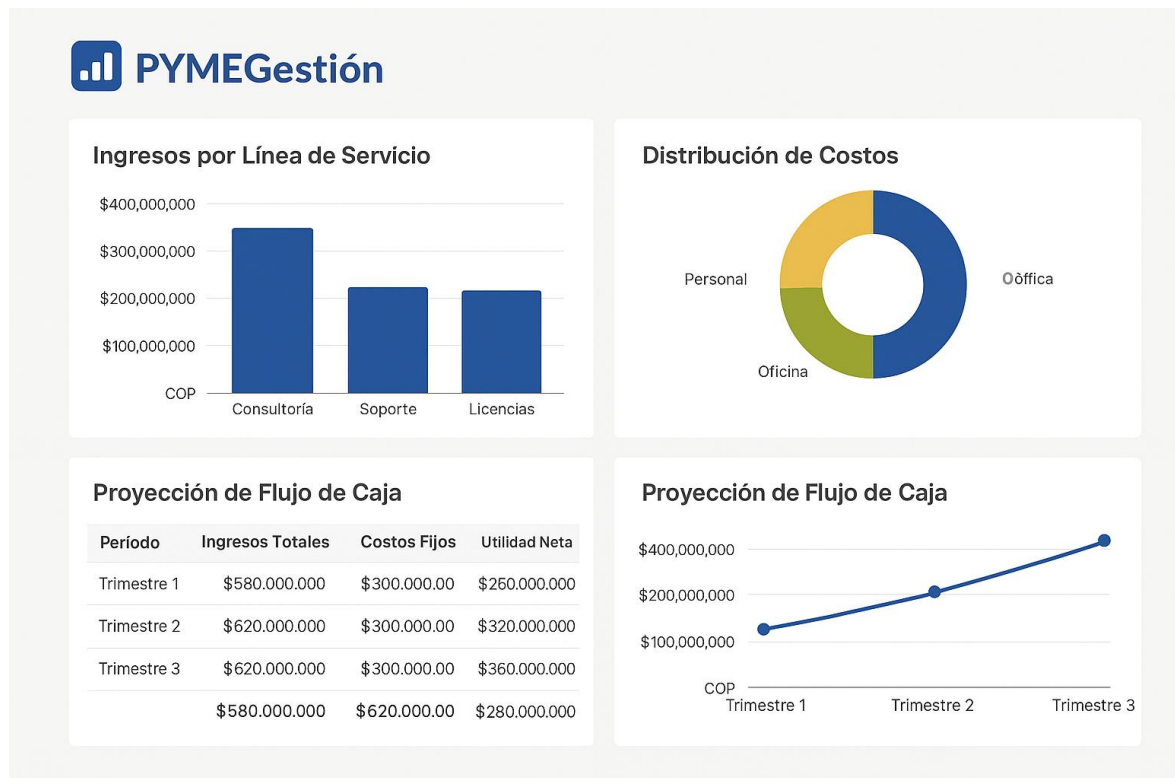 PYMEGestión
Ingresos por Línea de Servício
$400,000,000
$300,000,000
$200,000,000
$100,000,000
COP
Consultoría Soporte Licencias
Distribución de Costos
Personal
Oòffica
Oficina
Proyección de Flujo de Caja
Período Ingresos Totales Costos Fijos Utilidad Neta
Trimestre 1 $580.000.000 $300.000.00 $260.000.000
Trimestre 2 $620.000.000 $300.000.00 $320.000.000
Trimestre 3 $620.000.000 $300.000.00 $360.000.000
$580.000.000 $620.000.00 $280.000.000
Proyección de Flujo de Caja
$400,000,000
$200,000,000
$100,000,000
COP
Trimestre 1 Trimestre 2 Trimestre 3